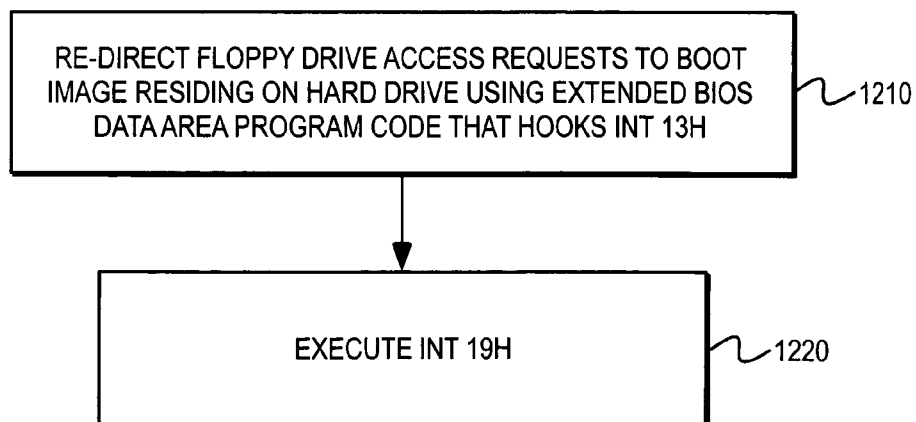 RE-DIRECT FLOPPY DRIVE ACCESS REQUESTS TO BOOT
IMAGE RESIDING ON HARD DRIVE USING EXTENDED BIOS
DATA AREA PROGRAM CODE THAT HOOKS INT 13H
1210
EXECUTE INT 19H
1220